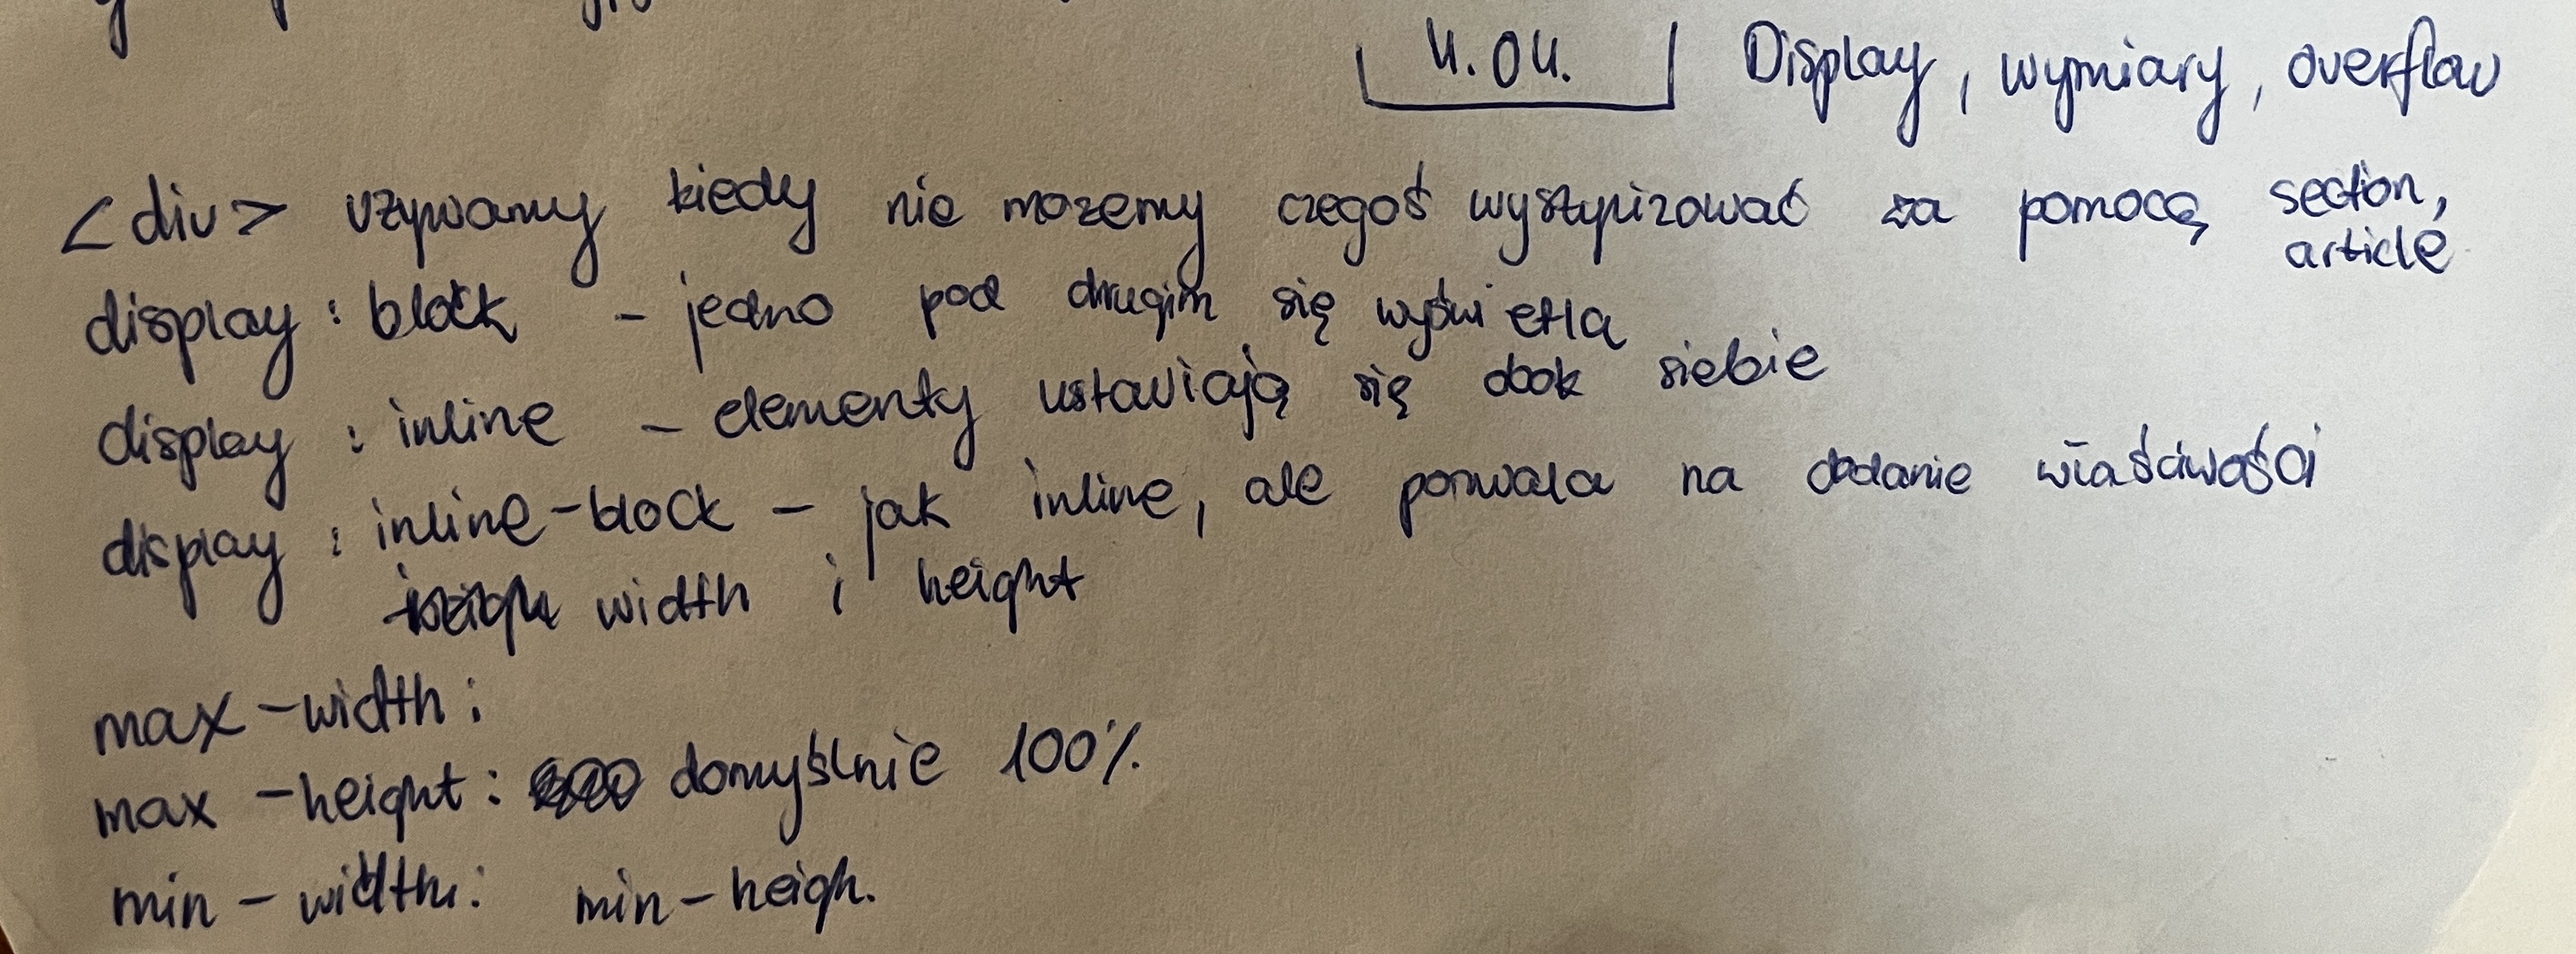 4.04. Display, wymiary, overflow
<div> używamy kiedy nie możemy czegoś wystypizować za pomocą section,
article
display: block - jedno pod drugim się wyświetla
display: inline - elementy ustawiają się obok siebie
display: inline-block - jak inline, ale pozwala na dodanie właściwości
width i height
max-width:
max-height: domyślnie 100%
min-width: min-heigh.